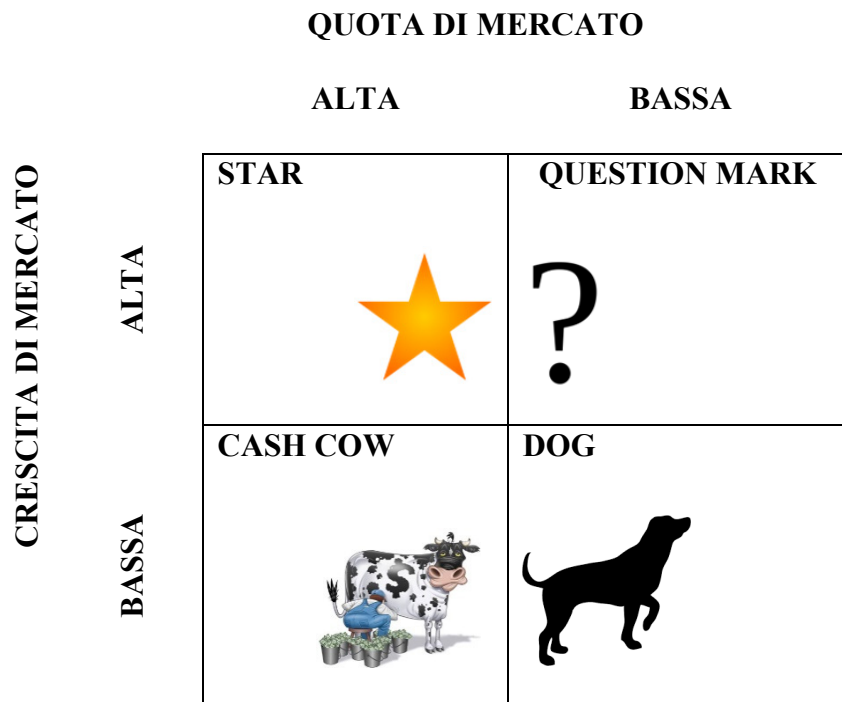 QUOTA DI MERCATO
ALTA BASSA
CRESCITA DI MERCATO
ALTA
STAR
QUESTION MARK
?
BASSA
CASH COW
$
DOG